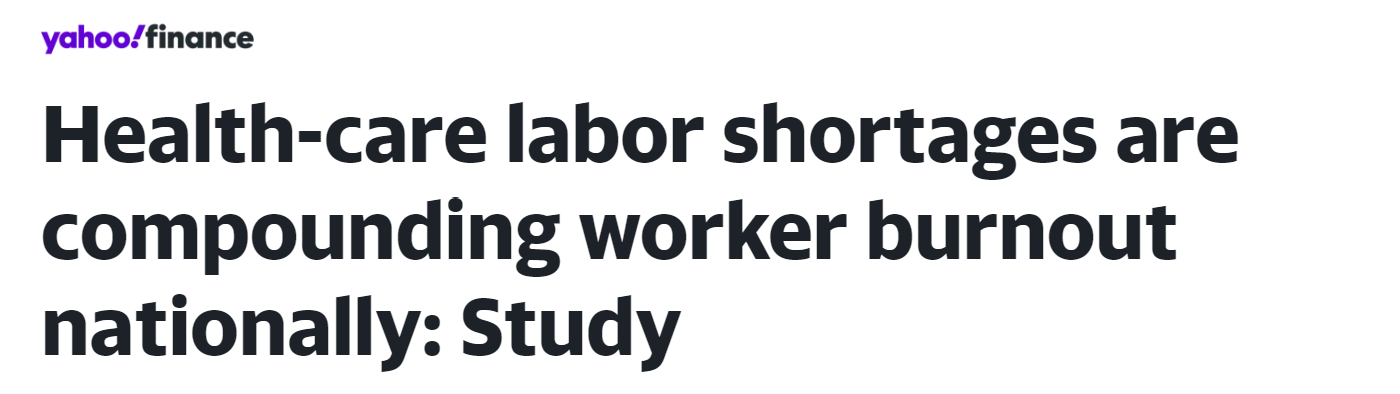 yahoo!finance
Health-care labor shortages are
compounding worker burnout
nationally: Study